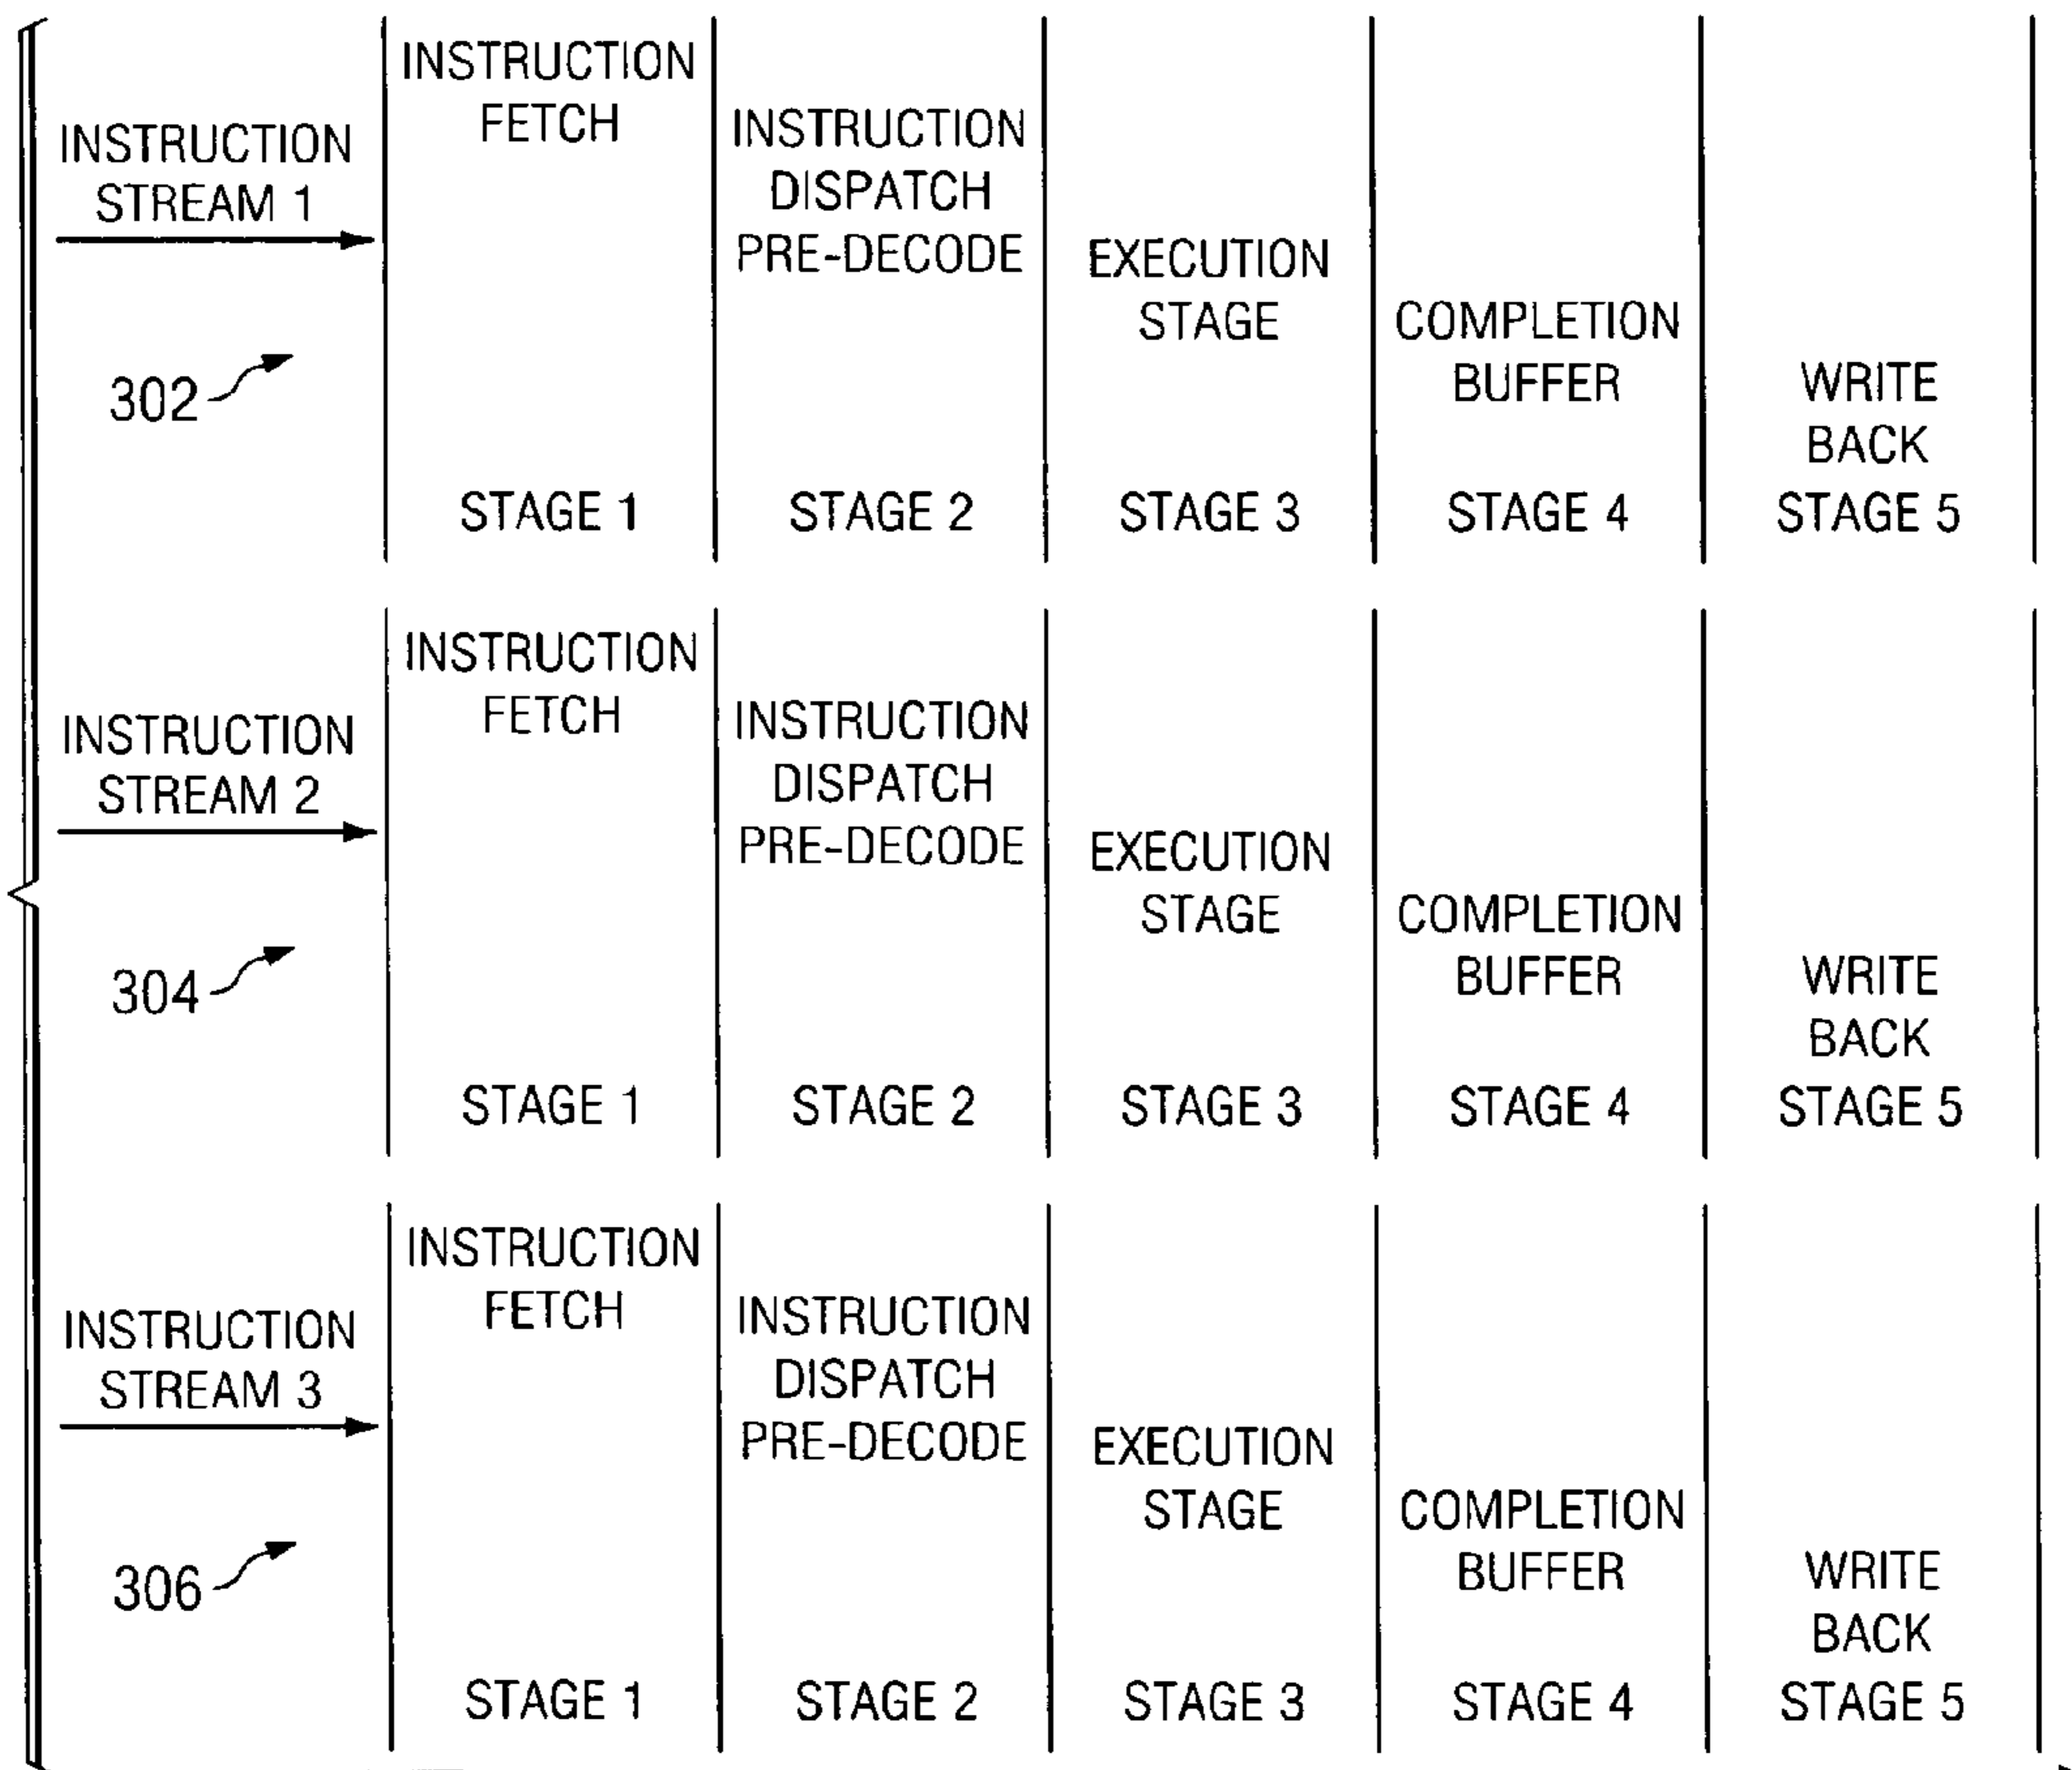 INSTRUCTION
FETCH
INSTRUCTION
STREAM 1
INSTRUCTION
DISPATCH
PRE-DECODE
EXECUTION
STAGE
COMPLETION
BUFFER
WRITE
BACK
302
STAGE 1
STAGE 2
STAGE 3
STAGE 4
STAGE 5
INSTRUCTION
FETCH
INSTRUCTION
STREAM 2
INSTRUCTION
DISPATCH
PRE-DECODE
EXECUTION
STAGE
COMPLETION
BUFFER
WRITE
BACK
304
STAGE 1
STAGE 2
STAGE 3
STAGE 4
STAGE 5
INSTRUCTION
FETCH
INSTRUCTION
STREAM 3
INSTRUCTION
DISPATCH
PRE-DECODE
EXECUTION
STAGE
COMPLETION
BUFFER
WRITE
BACK
306
STAGE 1
STAGE 2
STAGE 3
STAGE 4
STAGE 5